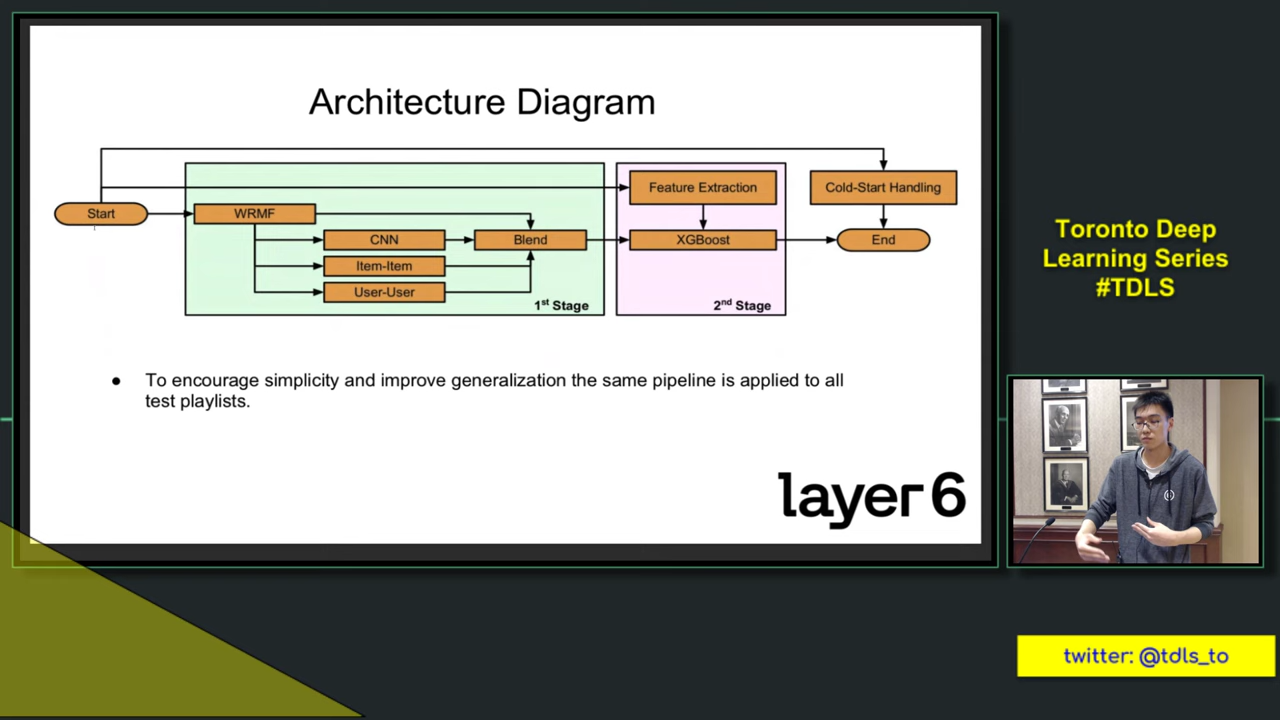 Architecture Diagram
Start
WRMF
CNN
Item-Item
User-User
Blend
1st Stage
Feature Extraction
XGBoost
2nd Stage
Cold-Start Handling
End
● To encourage simplicity and improve generalization the same pipeline is applied to all
test playlists.
layer 6
Toronto Deep
Learning Series
#TDLS
twitter: @tdls_to